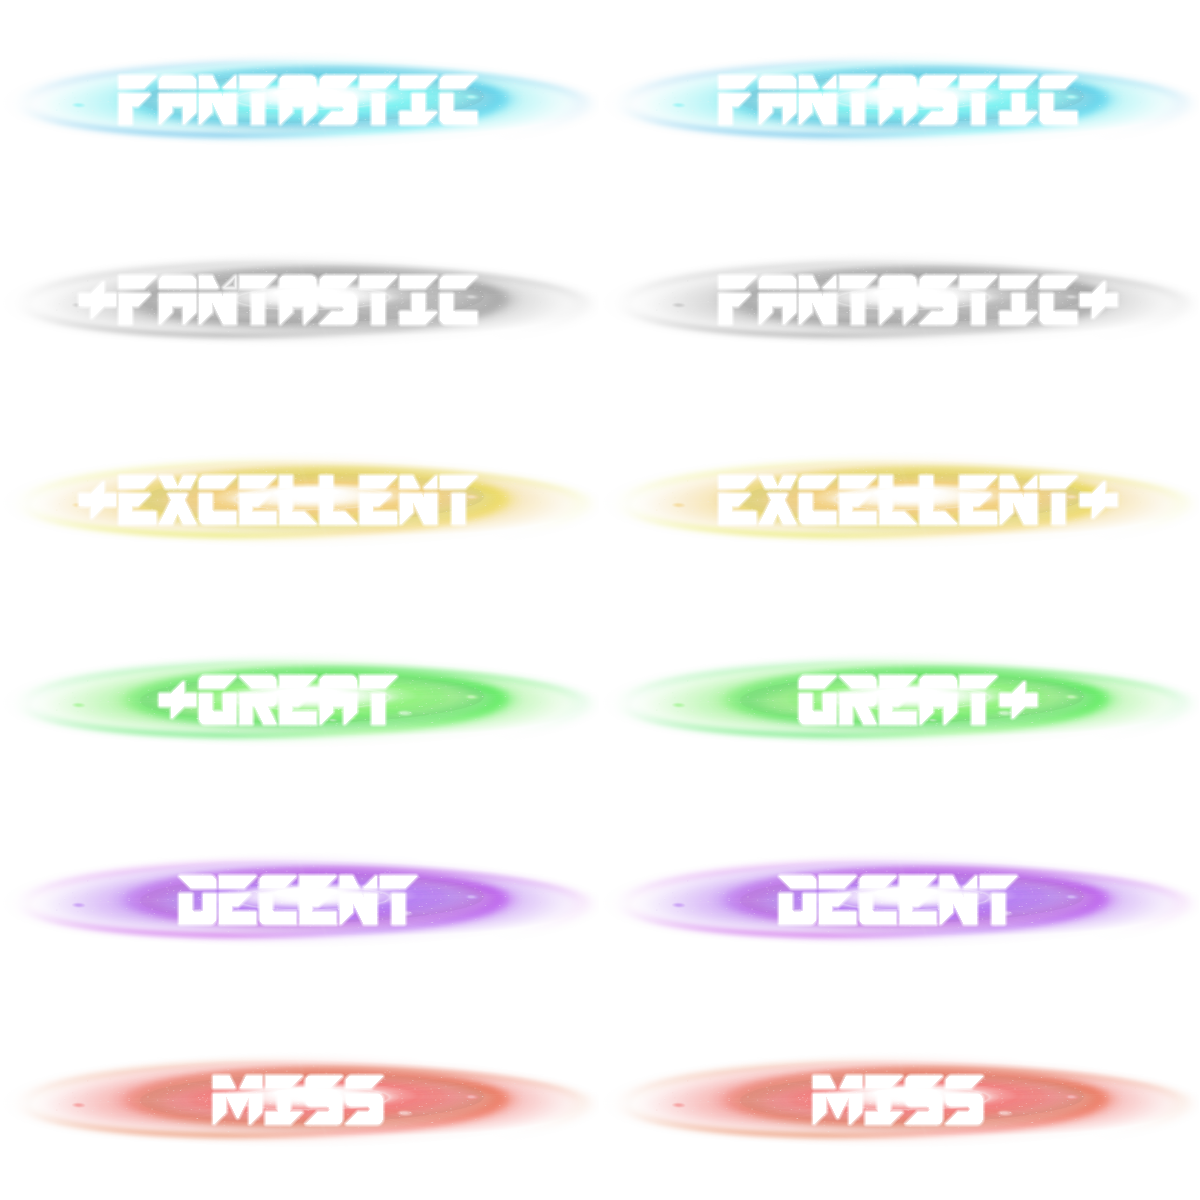 FANTASTIC FANTASTIC
+FANTASTIC FANTASTIC+
+EXCELLENT EXCELLENT+
+GREAT GREAT+
DECENT DECENT
MISS MISS